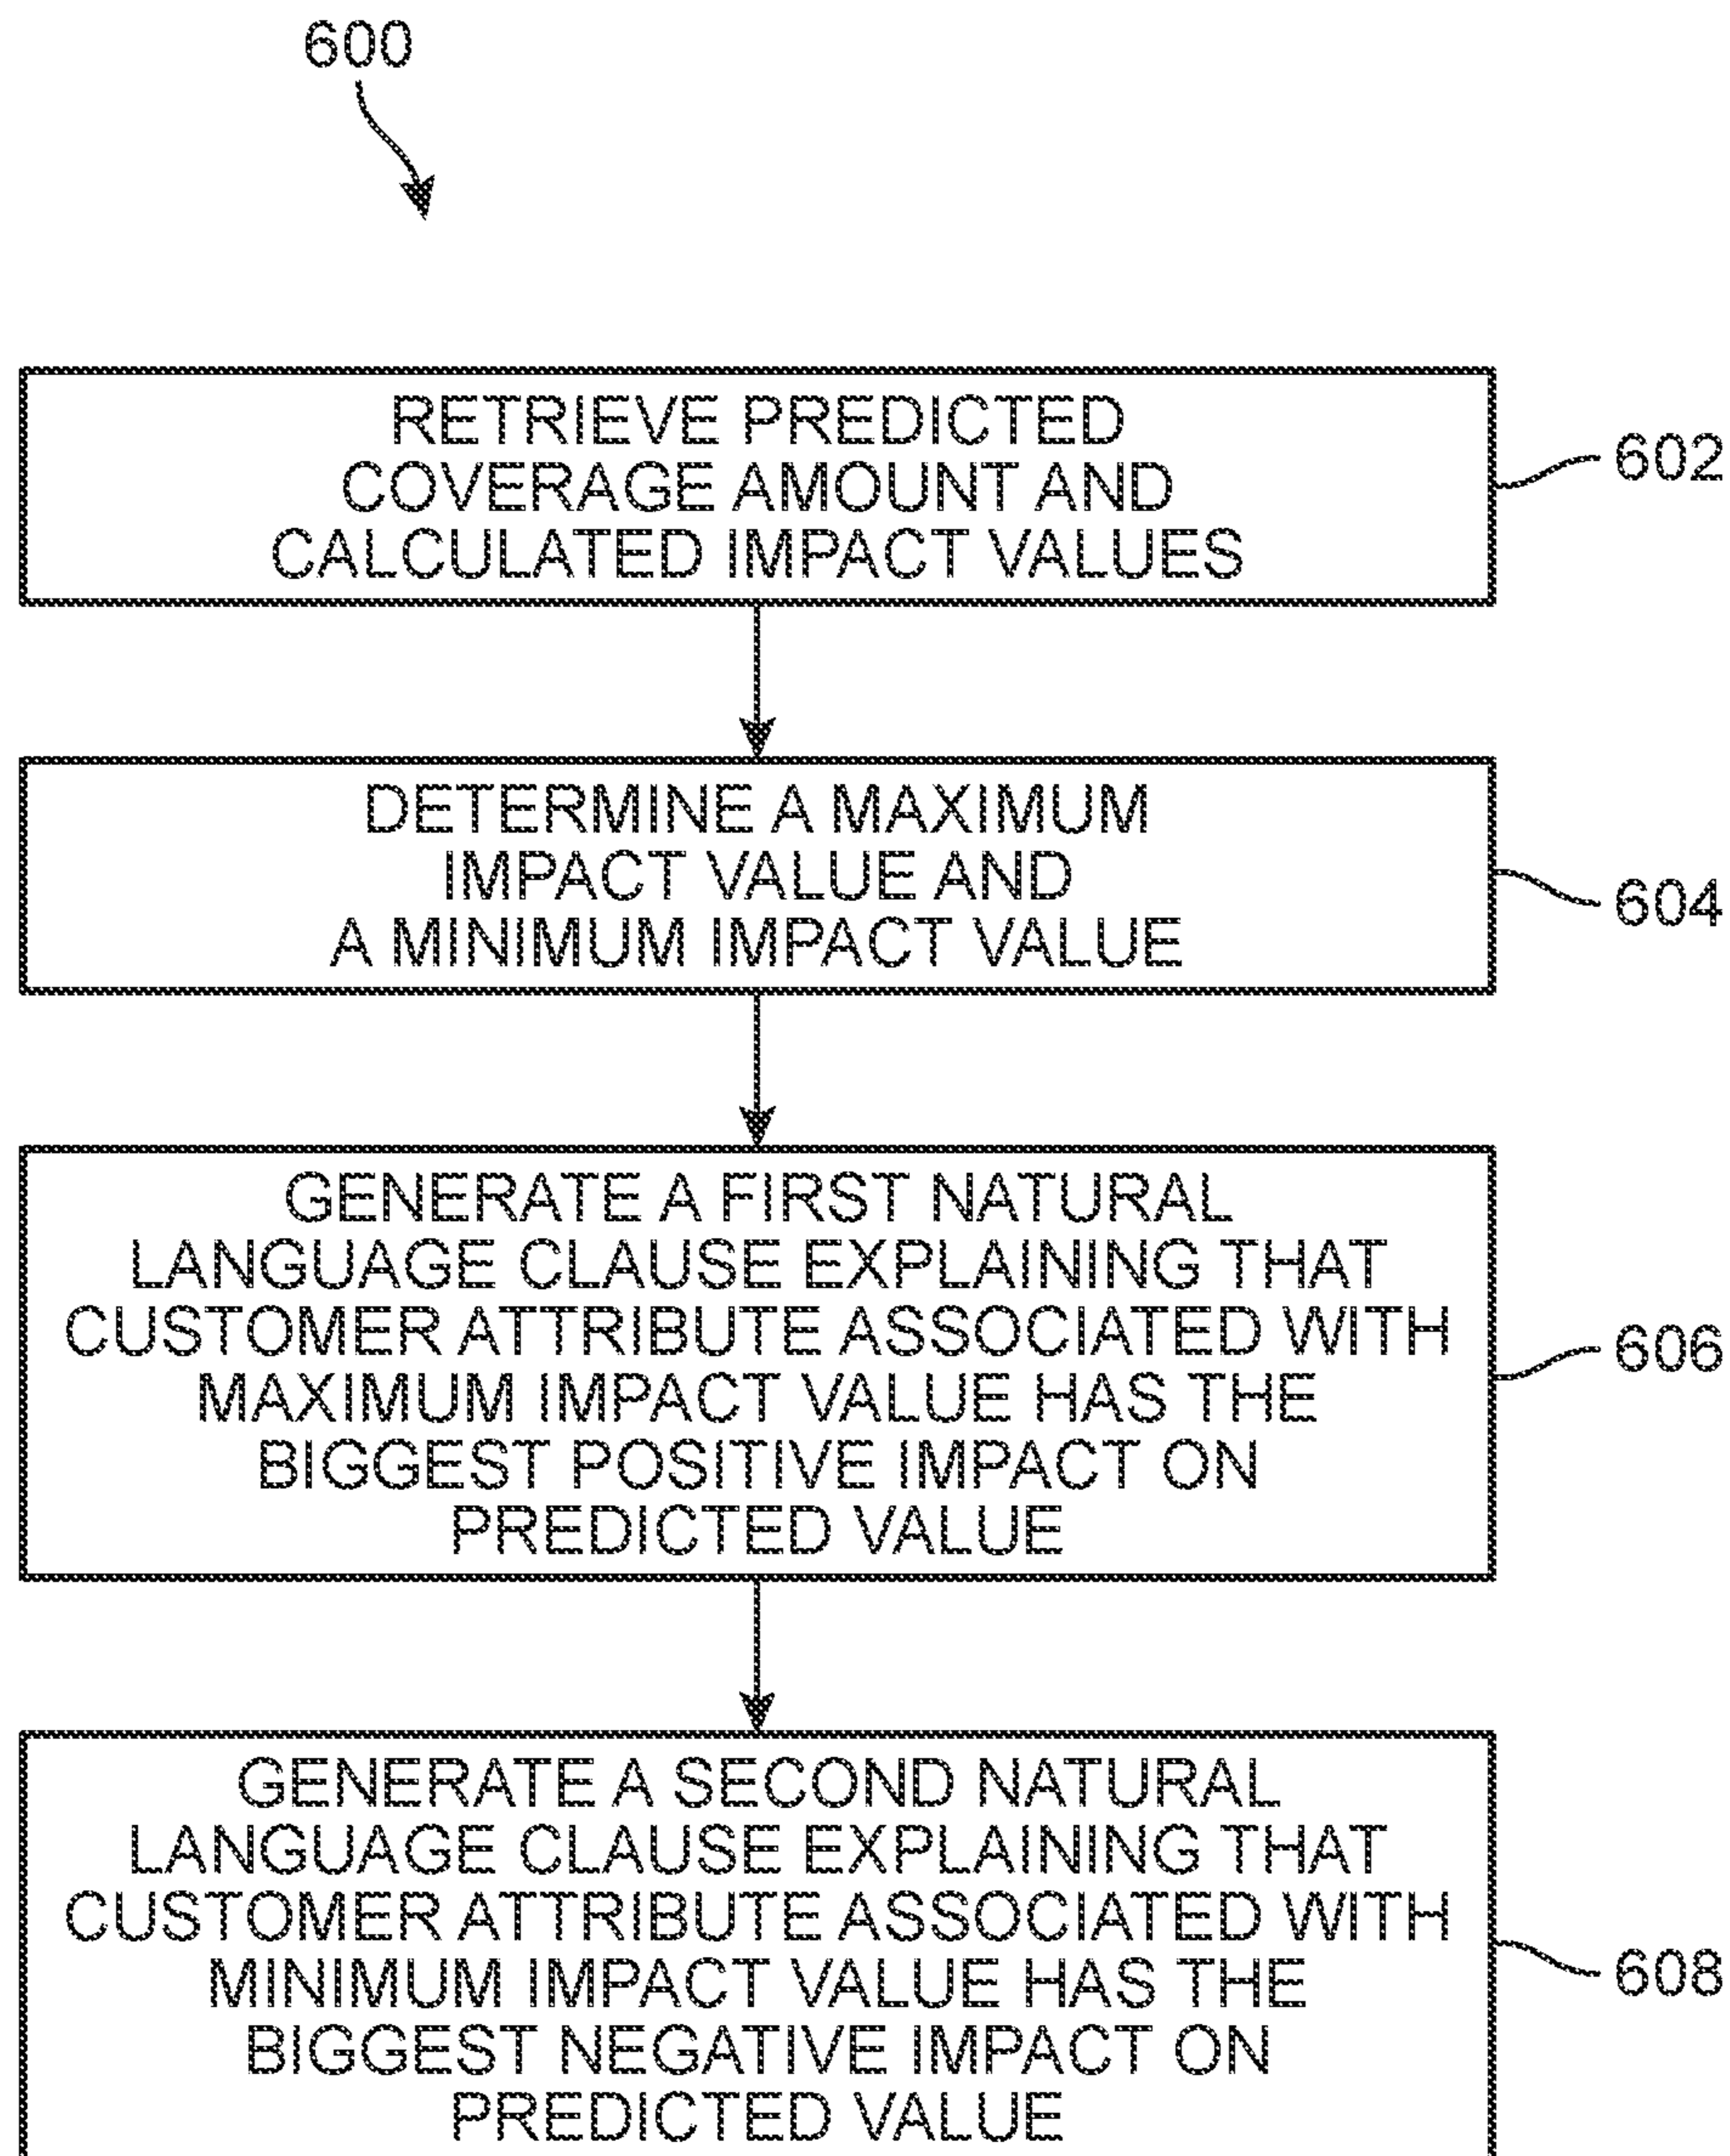 600
RETRIEVE PREDICTED
COVERAGE AMOUNT AND
CALCULATED IMPACT VALUES
602
DETERMINE A MAXIMUM
IMPACT VALUE AND
A MINIMUM IMPACT VALUE
604
GENERATE A FIRST NATURAL
LANGUAGE CLAUSE EXPLAINING THAT
CUSTOMER ATTRIBUTE ASSOCIATED WITH
MAXIMUM IMPACT VALUE HAS THE
BIGGEST POSITIVE IMPACT ON
PREDICTED VALUE
606
GENERATE A SECOND NATURAL
LANGUAGE CLAUSE EXPLAINING THAT
CUSTOMER ATTRIBUTE ASSOCIATED WITH
MINIMUM IMPACT VALUE HAS THE
BIGGEST NEGATIVE IMPACT ON
PREDICTED VALUE
608